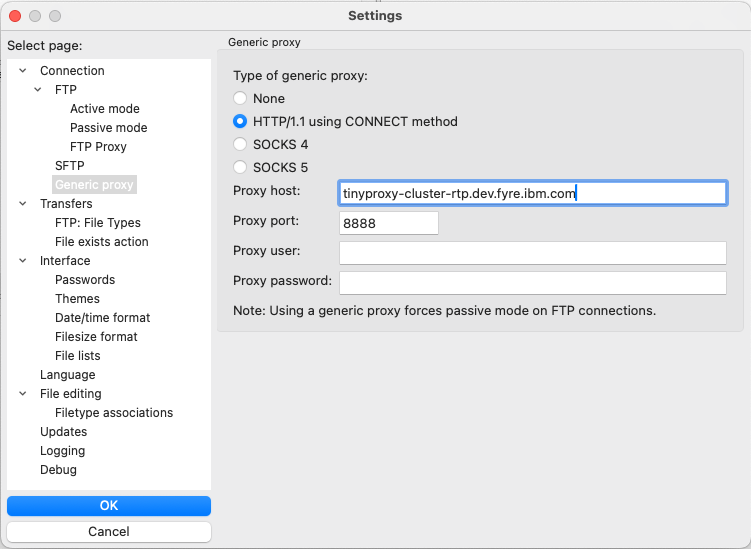 Settings
Select page:
Connection
FTP
Active mode
Passive mode
FTP Proxy
SFTP
Generic proxy
Transfers
FTP: File Types
File exists action
Interface
Passwords
Themes
Date/time format
Filesize format
File lists
Language
File editing
Filetype associations
Updates
Logging
Debug
OK
Cancel
Generic proxy
Type of generic proxy:
None
HTTP/1.1 using CONNECT method
SOCKS 4
SOCKS 5
Proxy host: tinyproxy-cluster-rtp.dev.fyre.ibm.com
Proxy port: 8888
Proxy user:
Proxy password:
Note: Using a generic proxy forces passive mode on FTP connections.